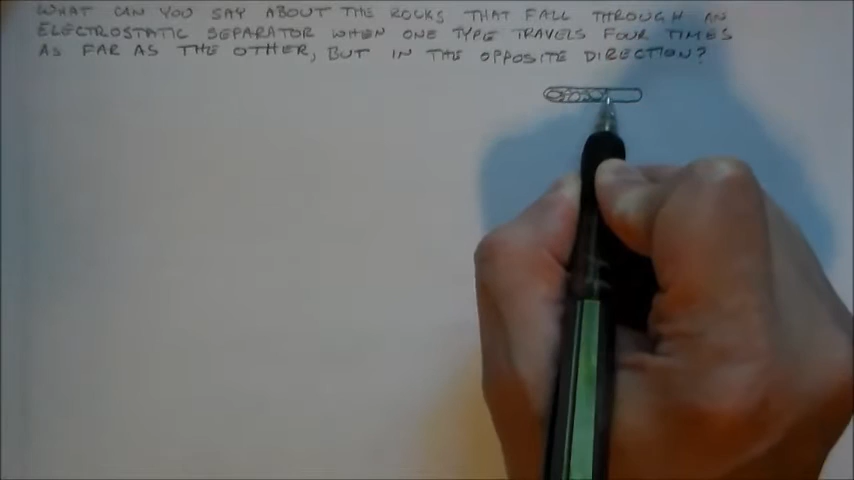 WHAT CAN YOU SAY ABOUT THE ROCKS THAT FALL THROUGH AN
ELECTROSTATIC SEPARATOR WHEN ONE TYPE TRAVELS FOUR TIMES
AS FAR AS THE OTHER, BUT IN THE OPPOSITE DIRECTION?